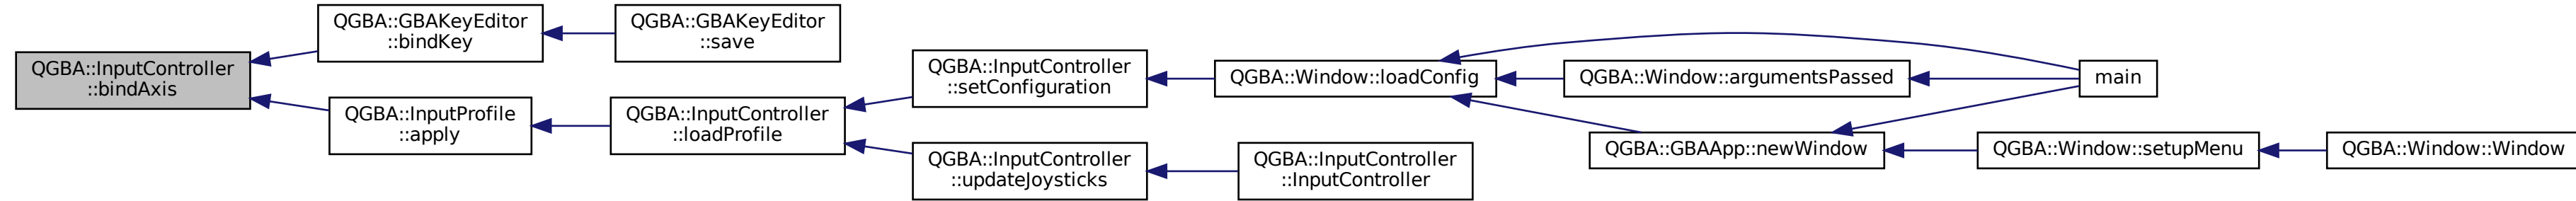 QGBA::InputController
::bindAxis
QGBA::GBAKeyEditor
::bindKey
QGBA::GBAKeyEditor
::save
QGBA::InputProfile
::apply
QGBA::InputController
::loadProfile
QGBA::InputController
::setConfiguration
QGBA::Window::loadConfig
QGBA::Window::argumentsPassed
main
QGBA::GBAApp::newWindow
QGBA::Window::setupMenu
QGBA::Window::Window
QGBA::InputController
::updateJoysticks
QGBA::InputController
::InputController